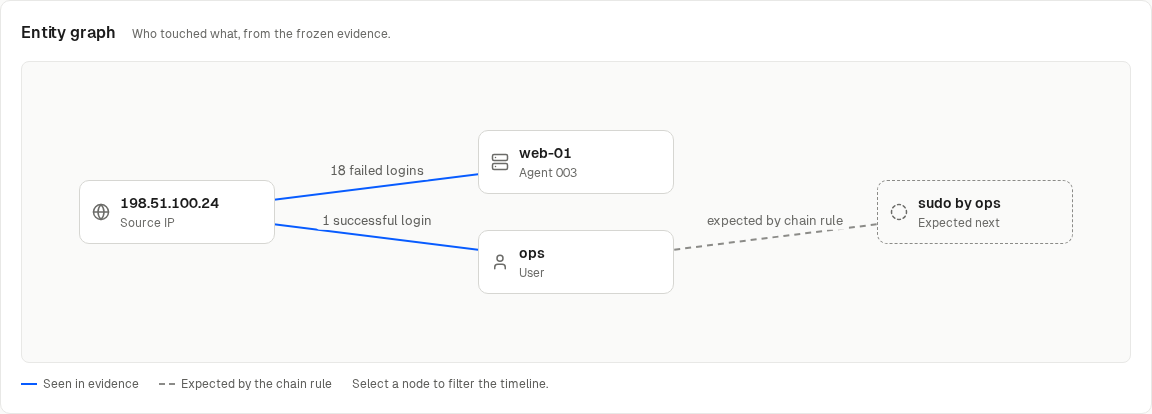 Entity graph Who touched what, from the frozen evidence.
18 failed logins
web-01
Agent 003
198.51.100.24
Source IP
1 successful login
ops
User
expected by chain rule
sudo by ops
Expected next
Seen in evidence Expected by the chain rule Select a node to filter the timeline.